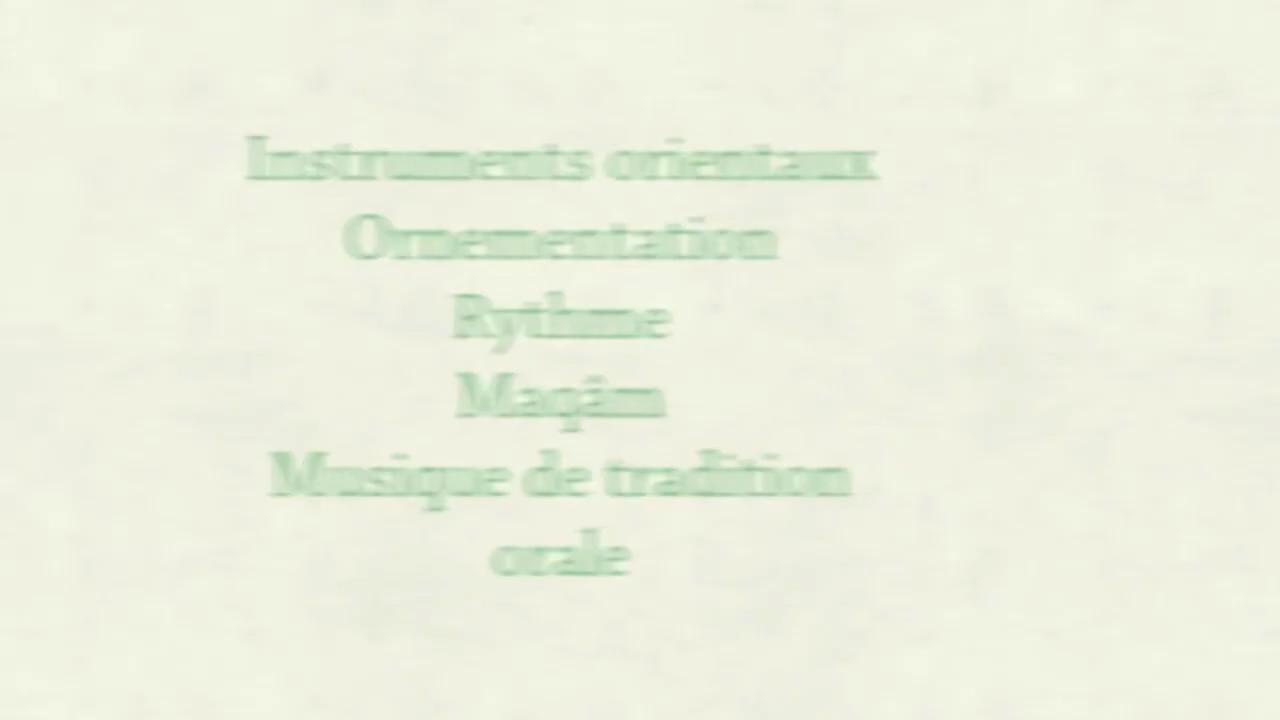 Instruments orientaux
Ornementation
Rythme
Maqâm
Musique de tradition
orale